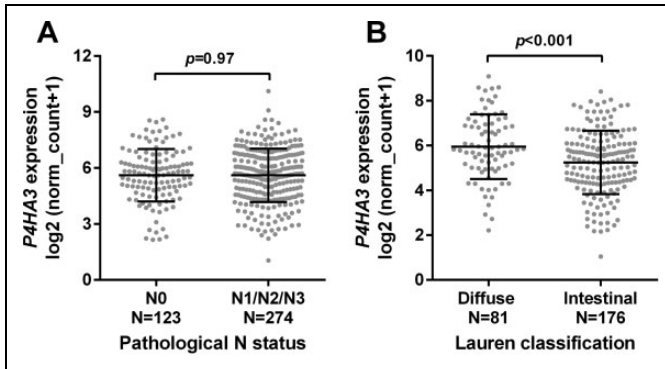 A
p=0.97
P4HA3 expression
log2 (norm_count+1)
12
9
6
3
0
N0
N=123
N1/N2/N3
N=274
Pathological N status
B
p<0.001
P4HA3 expression
log2 (norm_count+1)
10
8
6
4
2
0
Diffuse
N=81
Intestinal
N=176
Lauren classification